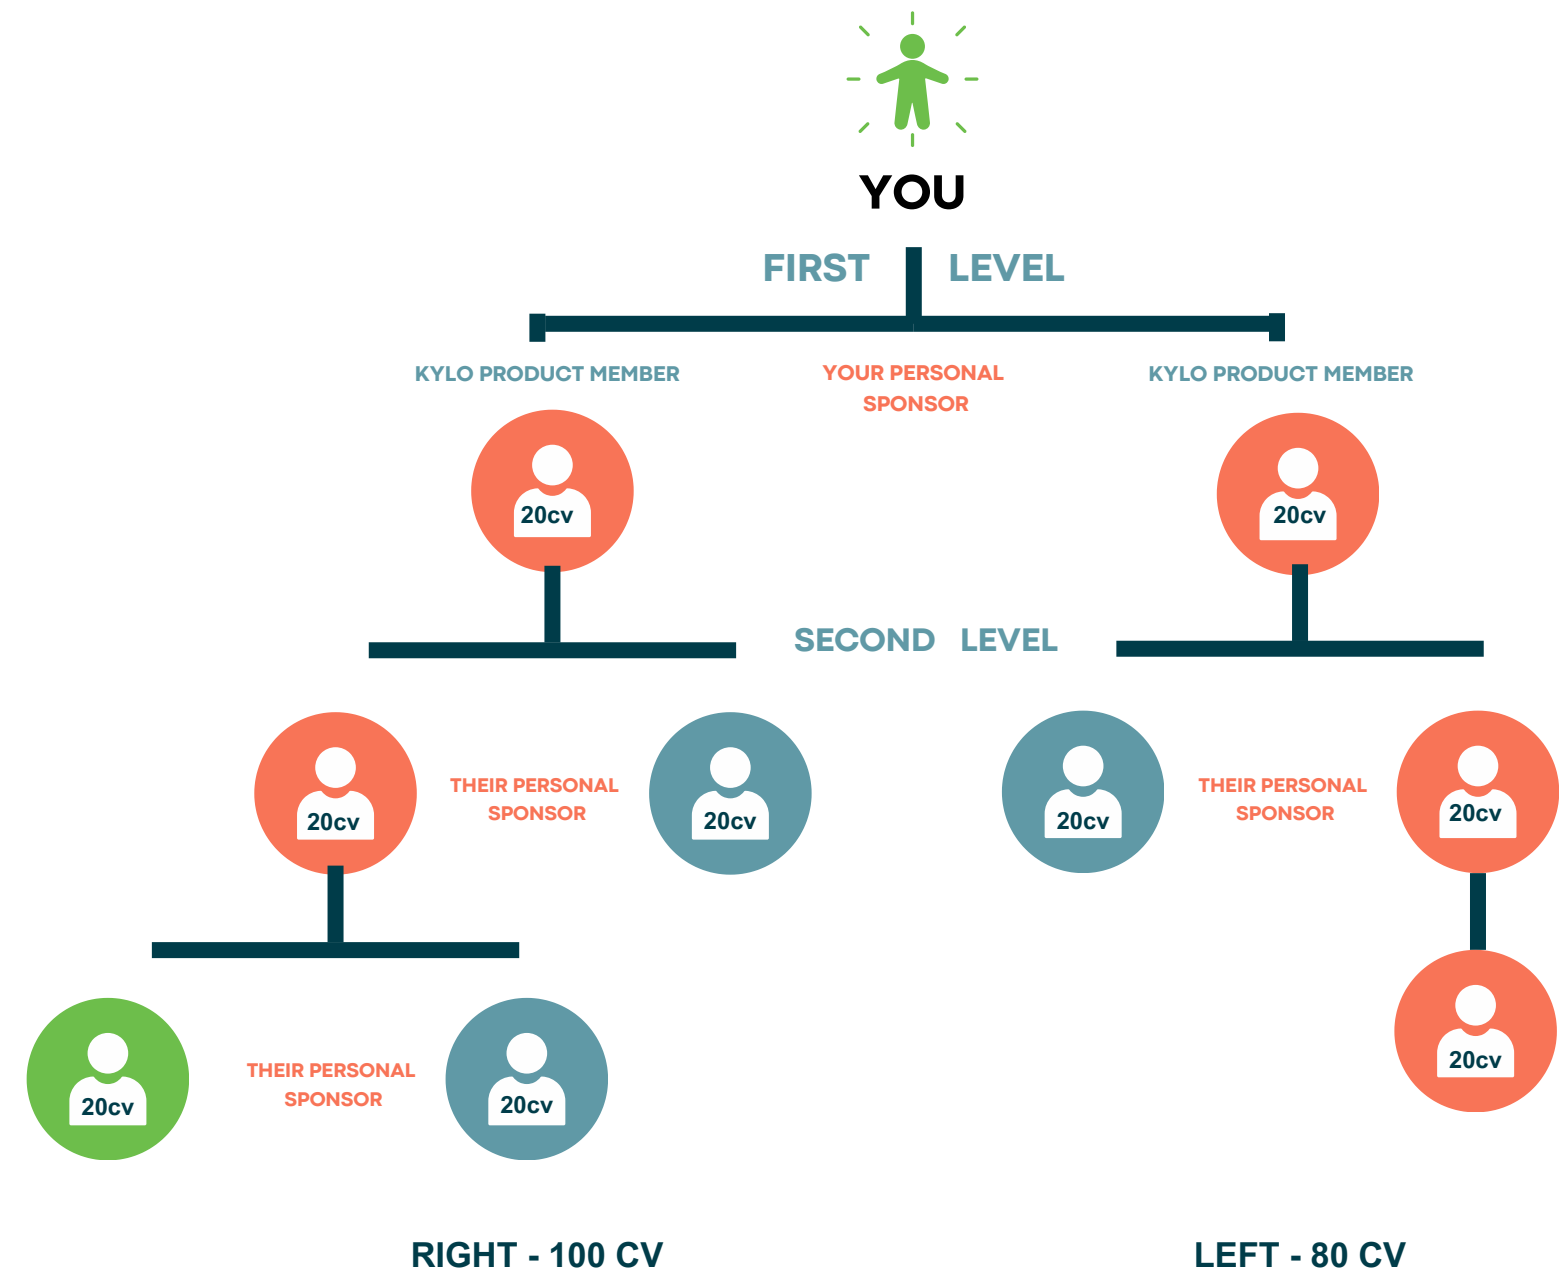 YOU
FIRST LEVEL
KYLO PRODUCT MEMBER
YOUR PERSONAL
SPONSOR
KYLO PRODUCT MEMBER
20cv
20cv
SECOND LEVEL
20cv
THEIR PERSONAL
SPONSOR
20cv
20cv
THEIR PERSONAL
SPONSOR
20cv
20cv
THEIR PERSONAL
SPONSOR
20cv
20cv
RIGHT - 100 CV
LEFT - 80 CV